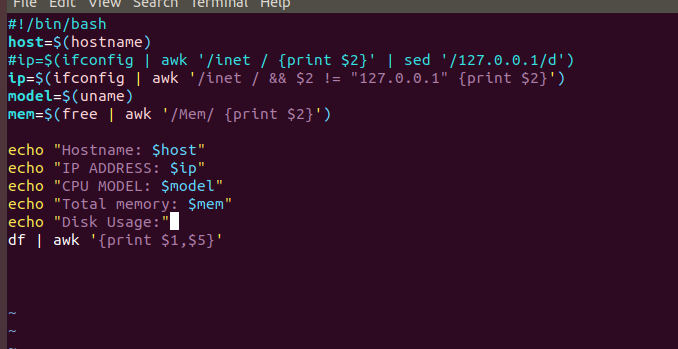 File Edit View Search Terminal Help
#!/bin/bash
host=$(hostname)
#ip=$(ifconfig | awk '/inet / {print $2}' | sed '/127.0.0.1/d')
ip=$(ifconfig | awk '/inet / && $2 != "127.0.0.1" {print $2}')
model=$(uname)
mem=$(free | awk '/Mem/ {print $2}')

echo "Hostname: $host"
echo "IP ADDRESS: $ip"
echo "CPU MODEL: $model"
echo "Total memory: $mem"
echo "Disk Usage:"
df | awk '{print $1,$5}'
~
~
~